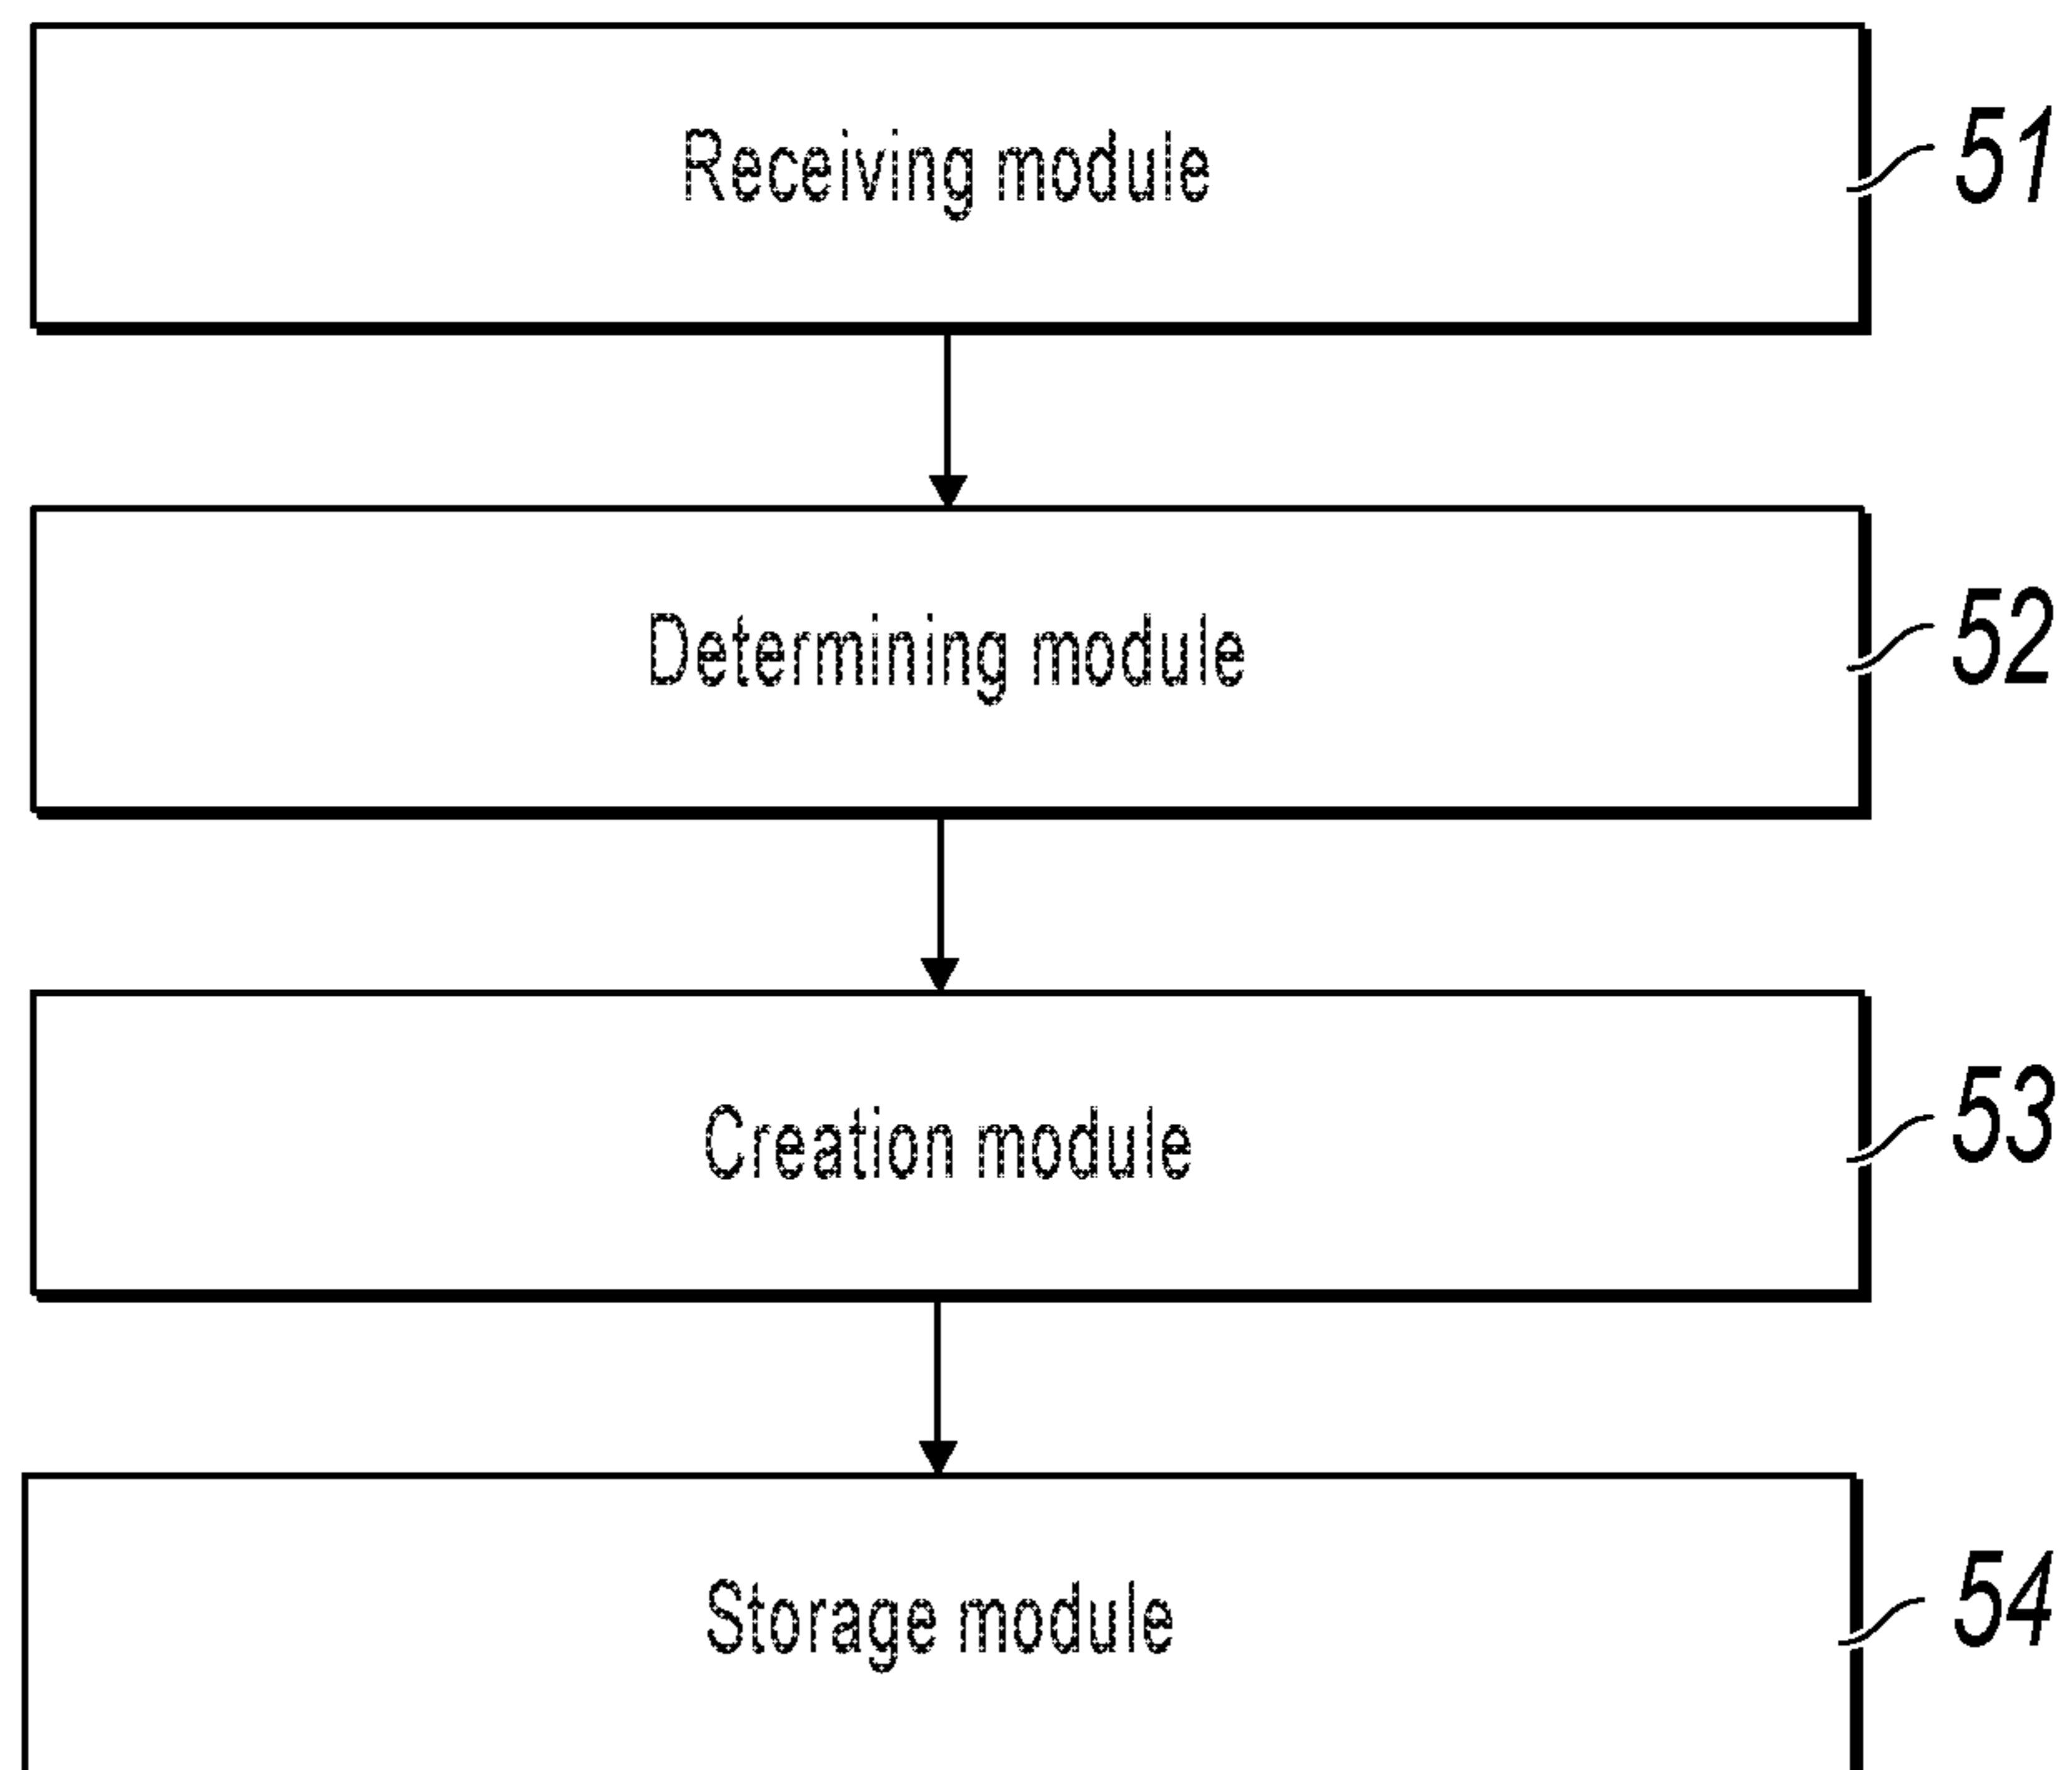 Receiving module
51
Determining module
52
Creation module
53
Storage module
54